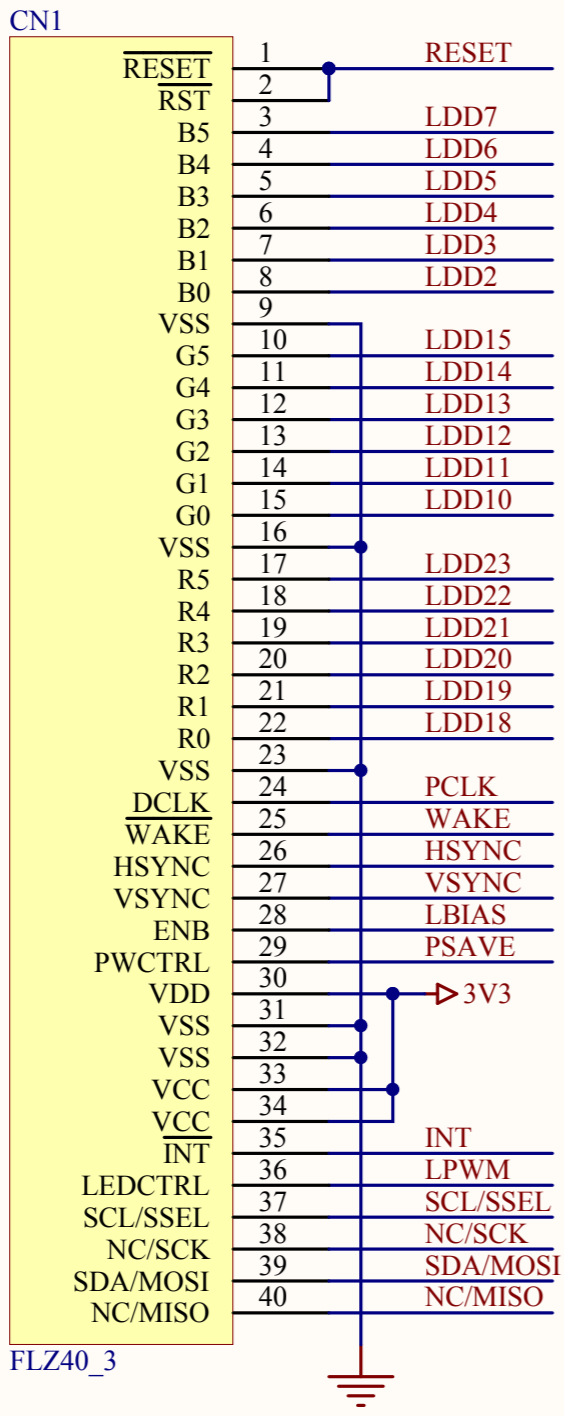 CN1
RESET 1 RESET
RST 2
B5 3 LDD7
B4 4 LDD6
B3 5 LDD5
B2 6 LDD4
B1 7 LDD3
B0 8 LDD2
VSS 9
G5 10 LDD15
G4 11 LDD14
G3 12 LDD13
G2 13 LDD12
G1 14 LDD11
G0 15 LDD10
VSS 16
R5 17 LDD23
R4 18 LDD22
R3 19 LDD21
R2 20 LDD20
R1 21 LDD19
R0 22 LDD18
VSS 23
DCLK 24 PCLK
WAKE 25 WAKE
HSYNC 26 HSYNC
VSYNC 27 VSYNC
ENB 28 LBIAS
PWCTRL 29 PSAVE
VDD 30 3V3
VSS 31
VSS 32
VCC 33
VCC 34
INT 35 INT
LEDCTRL 36 LPWM
SCL/SSEL 37 SCL/SSEL
NC/SCK 38 NC/SCK
SDA/MOSI 39 SDA/MOSI
NC/MISO 40 NC/MISO
FLZ40_3